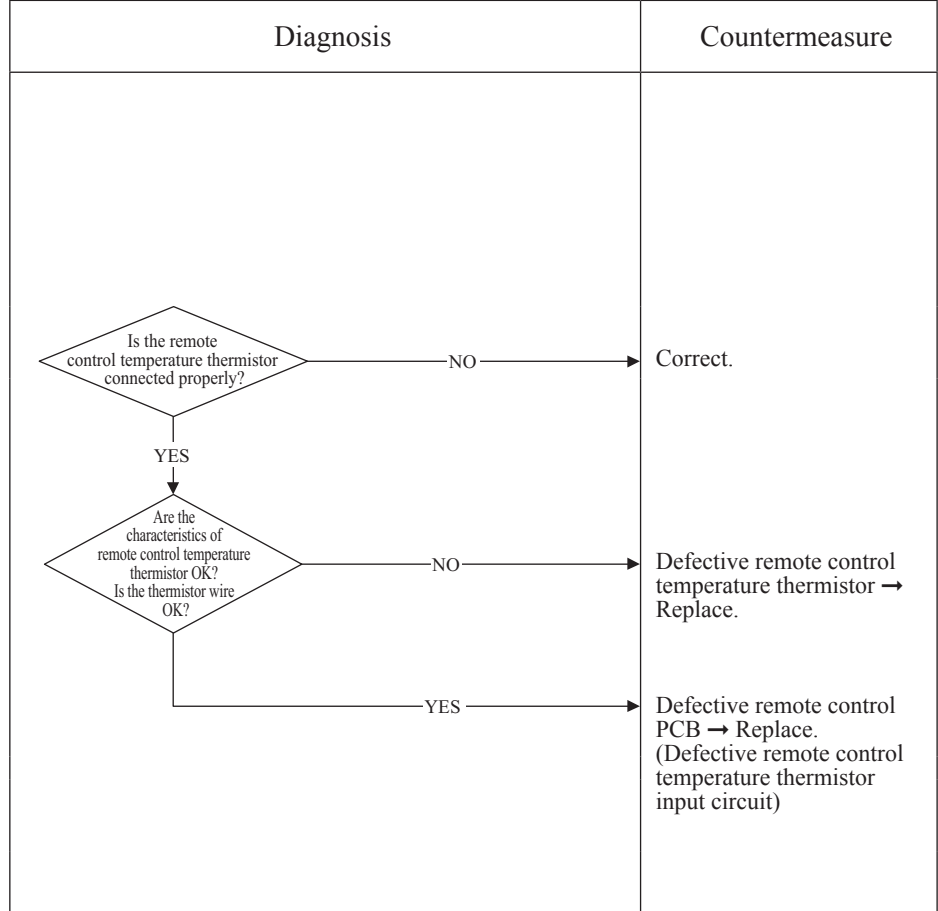 Diagnosis
Countermeasure
Is the remote
control temperature thermistor
connected properly?
NO
Correct.
YES
Are the
characteristics of
remote control temperature
thermistor OK?
Is the thermistor wire
OK?
NO
Defective remote control
temperature thermistor ➞
Replace.
YES
Defective remote control
PCB ➞ Replace.
(Defective remote control
temperature thermistor
input circuit)